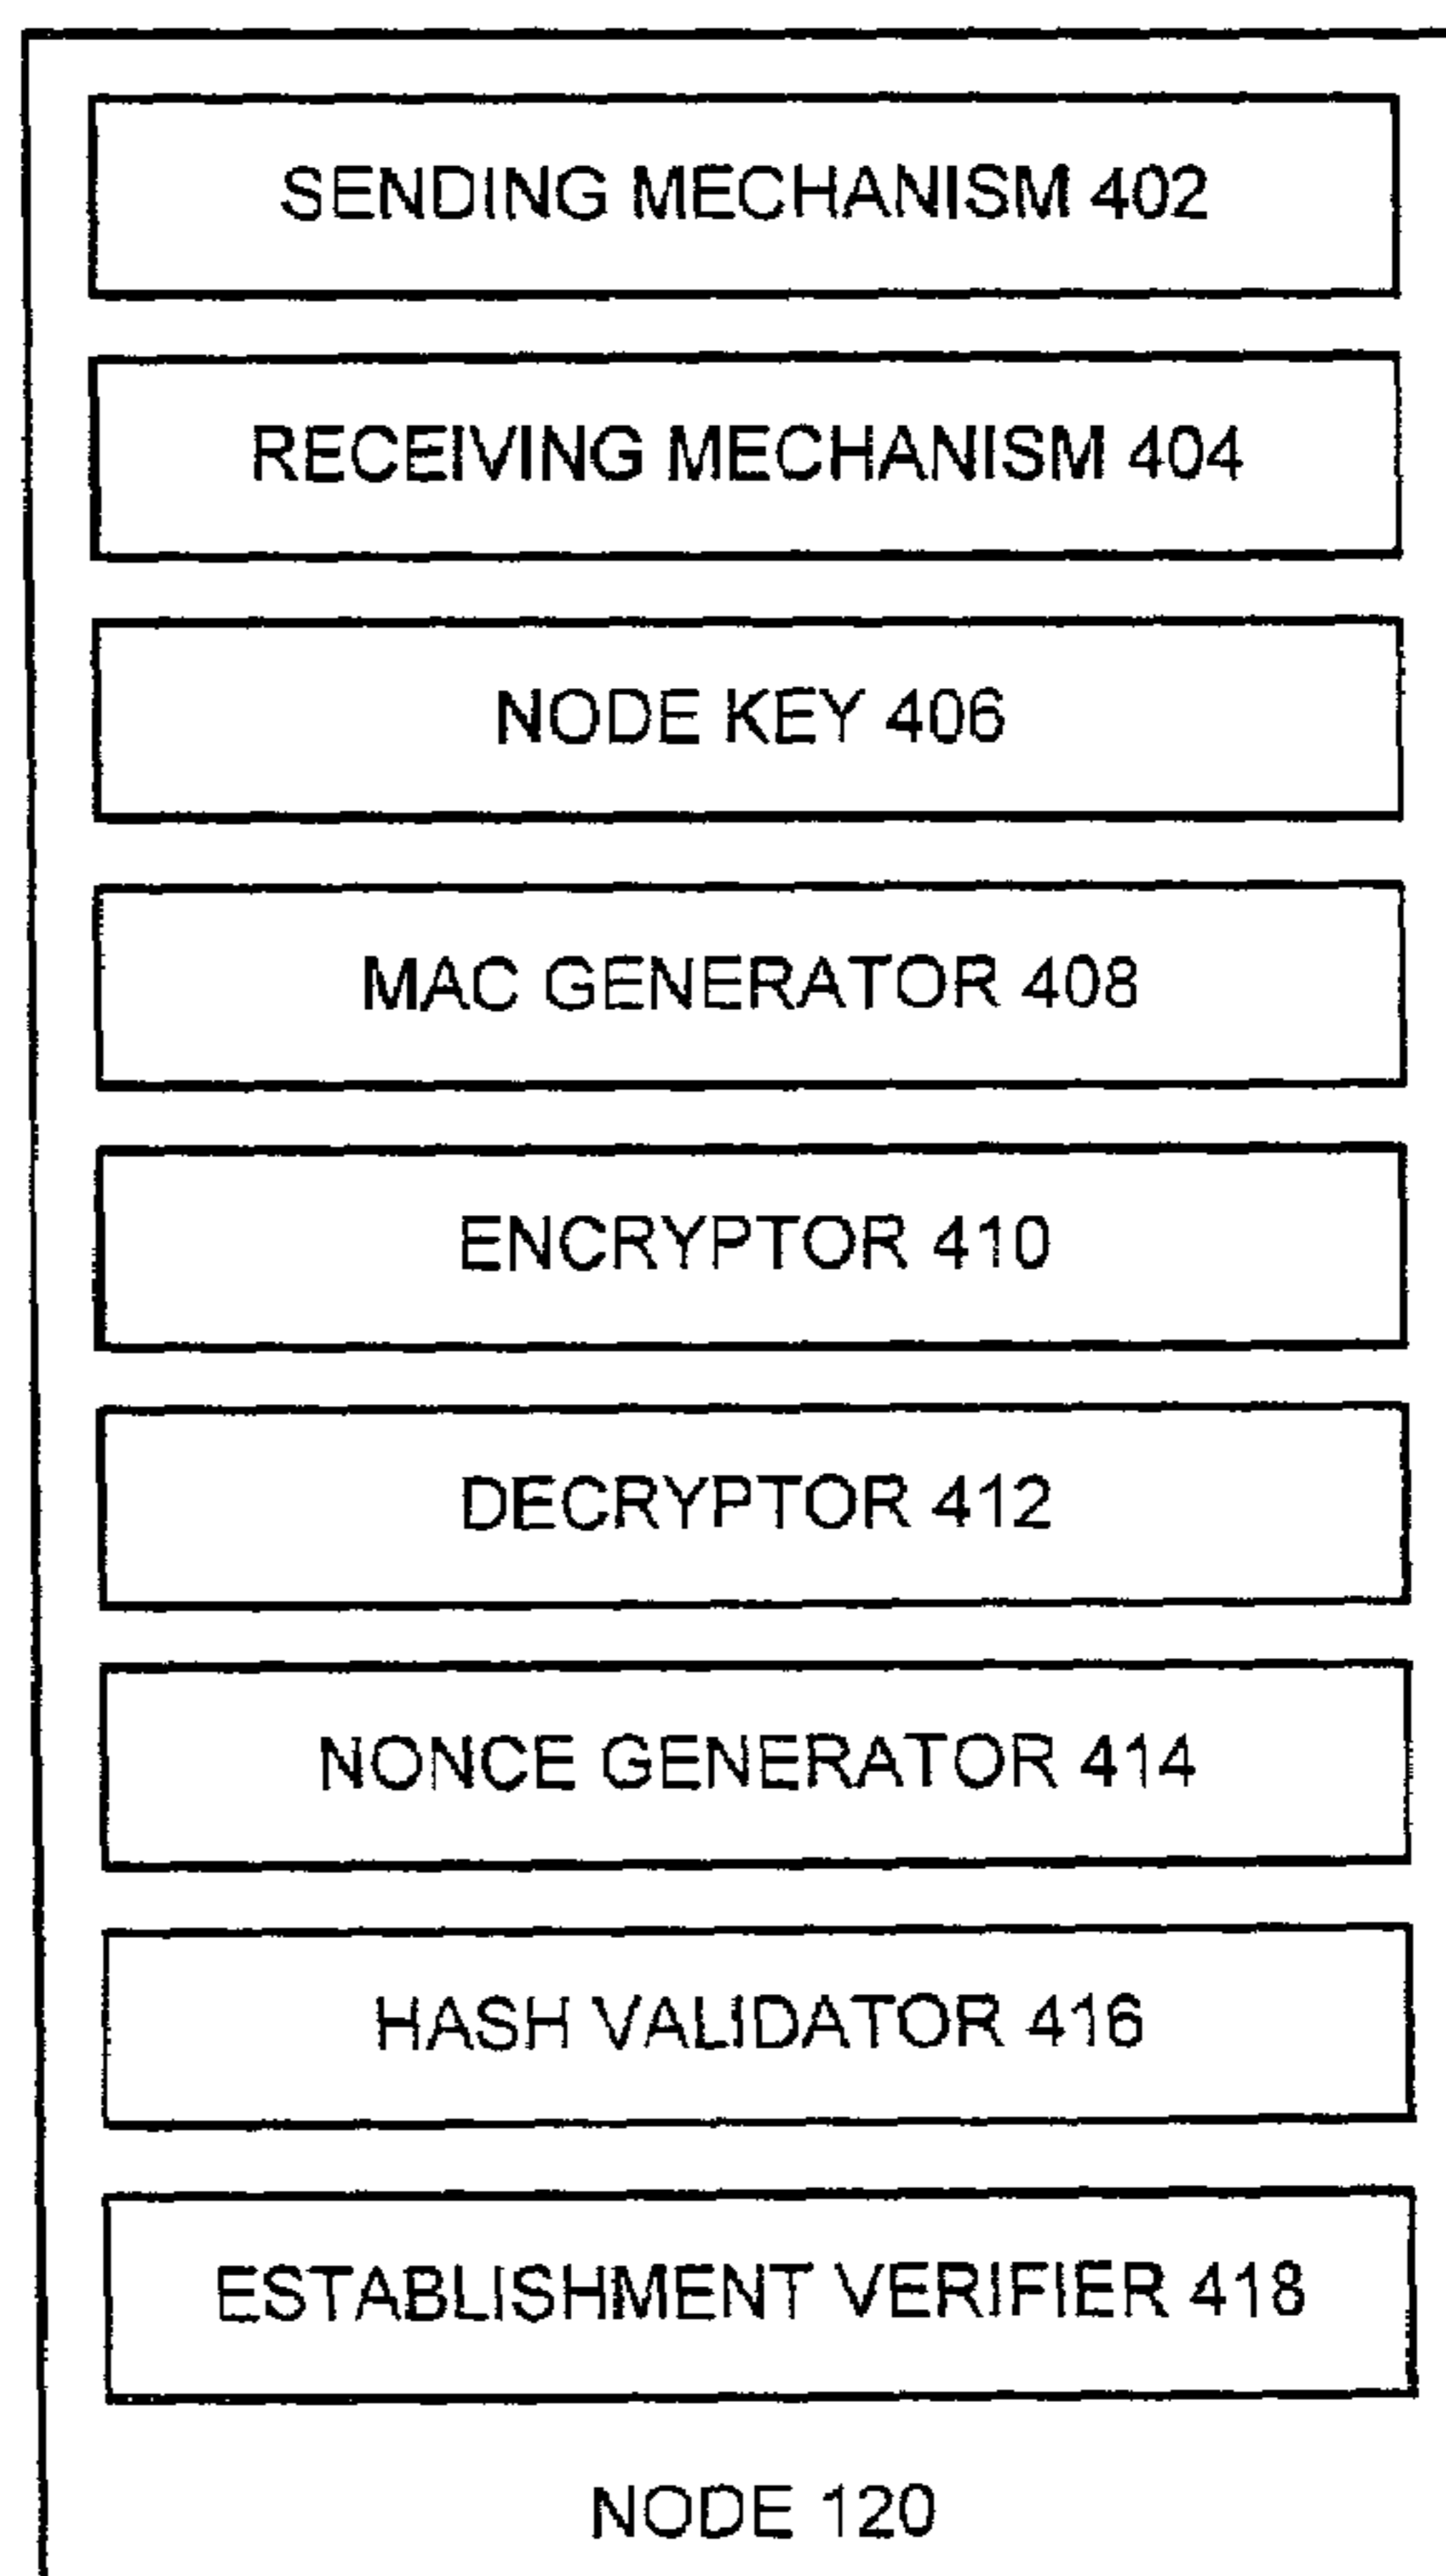 SENDING MECHANISM 402
RECEIVING MECHANISM 404
NODE KEY 406
MAC GENERATOR 408
ENCRYPTOR 410
DECRYPTOR 412
NONCE GENERATOR 414
HASH VALIDATOR 416
ESTABLISHMENT VERIFIER 418
NODE 120